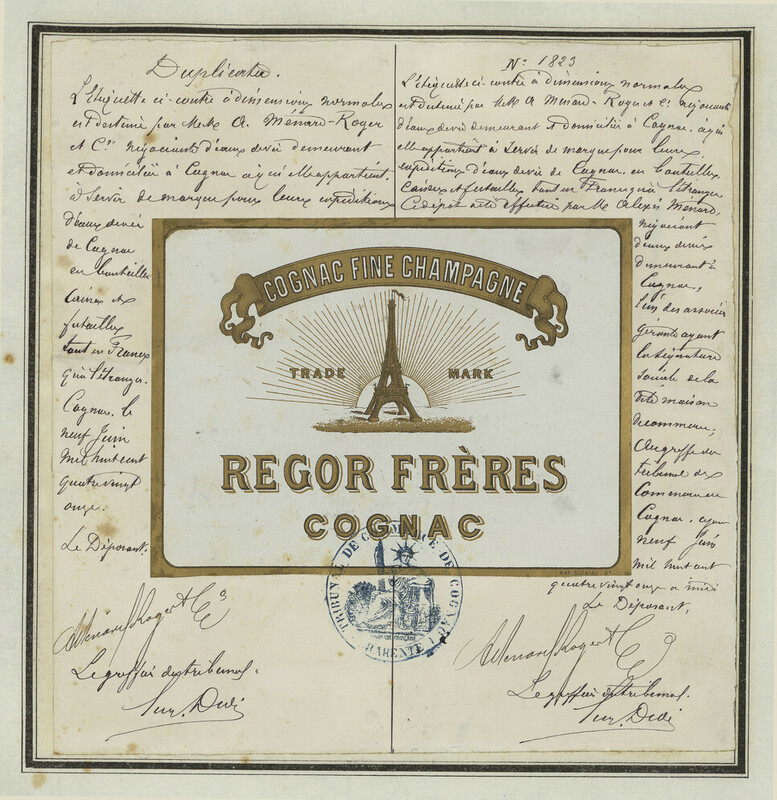 Duplicata.
L'étiquette ci-contre à dimensions normales
est destinée par MM. A. Ménard-Roger
et Cie négociants d'eaux de vie demeurant
et domiciliés à Cognac à qui elle appartient,
à servir de marque pour leurs expéditions
d'eaux de vie
de Cognac
en bouteilles
caisses et
futailles
tant en France
qu'à l'étranger.
Cognac, le
neuf Juin
mil huit cent
quatre vingt
onze.
Le Déposant.
A. Ménard Roger & Cie
Le greffier du tribunal.
No 1823
L'étiquette ci-contre à dimensions normales
est destinée par MM. A. Menard-Roger et Cie négociants
d'eaux de vie demeurant et domiciliés à Cognac, à qui
elle appartient à servir de marque pour leurs
expéditions d'eaux de vie de Cognac, en bouteilles,
caisses et futailles tant en France qu'à l'étranger
Ce dépôt a été effectué par M. Alexis Ménard,
négociant
d'eaux de vie
demeurant à
Cognac,
l'un des associés
gérants ayant
la signature
sociale de la
dite maison
de commerce;
Au greffe du
tribunal de
Commerce de
Cognac, ce jour
neuf Juin
mil huit cent
quatre vingt onze à midi
Le Déposant,
A. Menard Roger & Cie
Le greffier du tribunal.
COGNAC FINE CHAMPAGNE
TRADE MARK
REGOR FRÈRES
COGNAC
TRIBUNAL DE COMMERCE DE COGNAC
CHARENTE